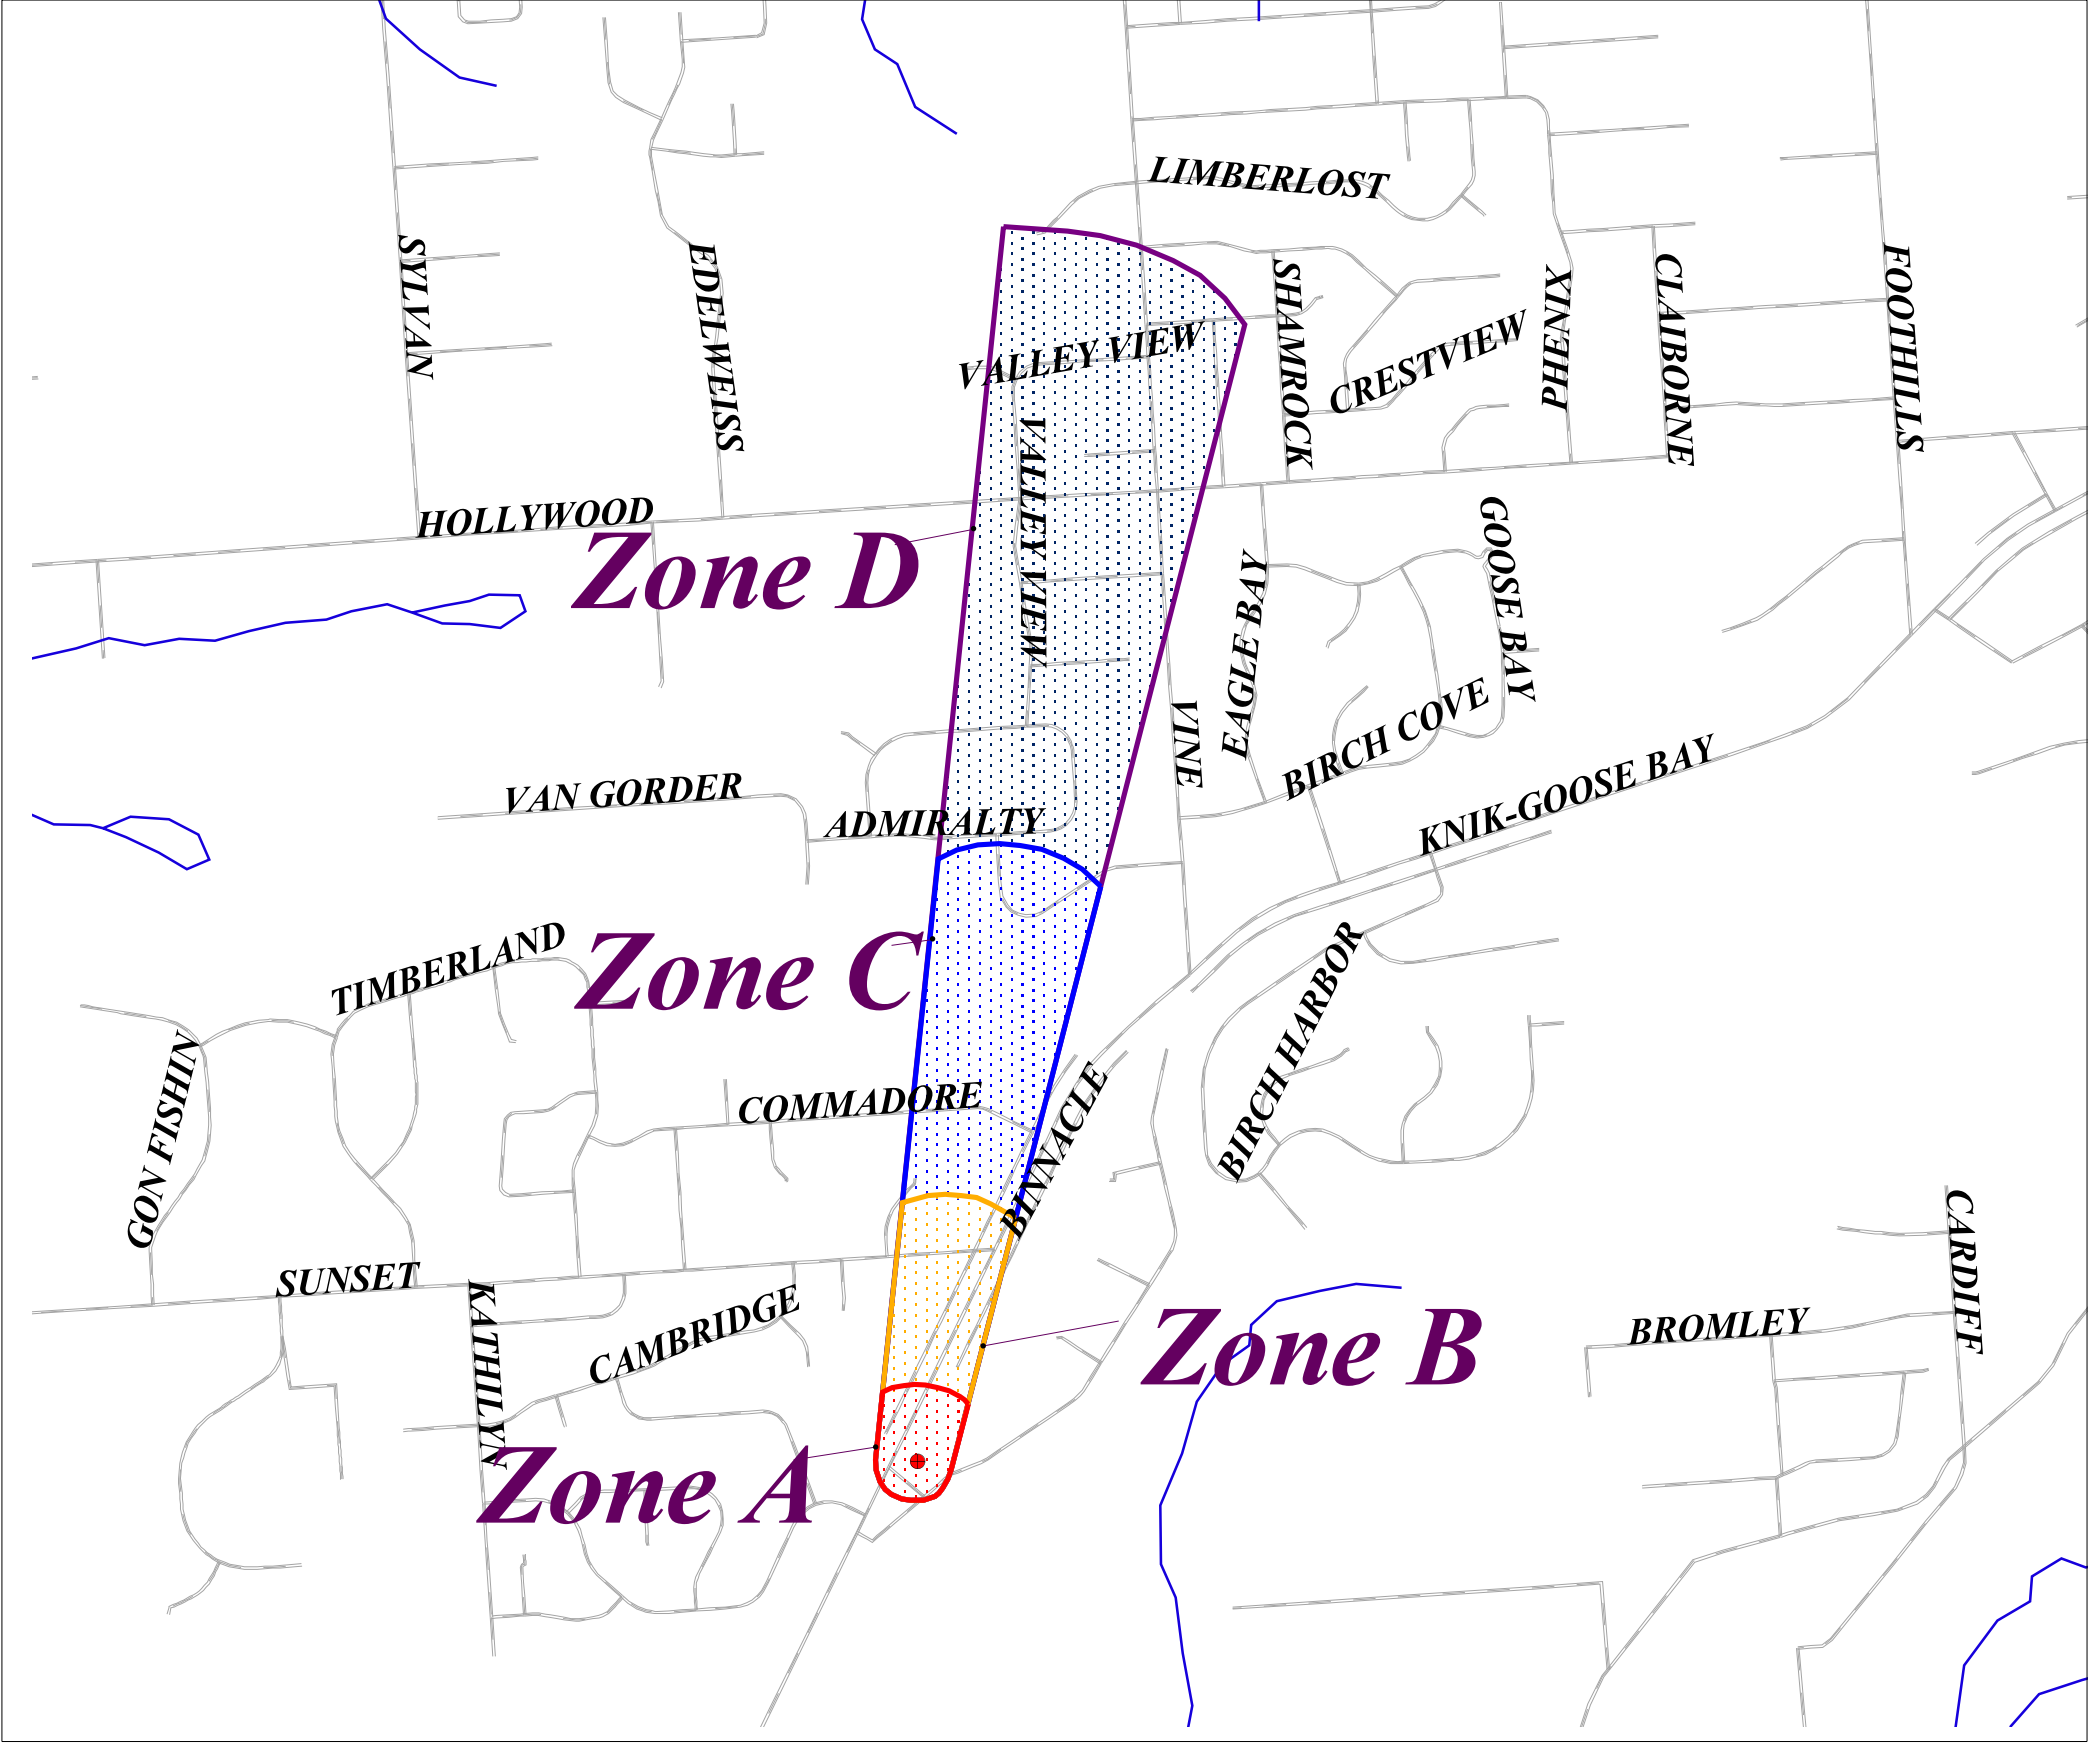 LIMBERLOST
SYLVAN
EDELWEISS
VALLEY VIEW
SHAMROCK
CRESTVIEW
PHENIX
CLAIBORNE
FOOTHILLS
HOLLYWOOD
Zone D
VALLEY VIEW
EAGLE BAY
GOOSE BAY
VINE
BIRCH COVE
KNIK-GOOSE BAY
VAN GORDER
ADMIRALTY
TIMBERLAND
Zone C
GON FISHIN
COMMADORE
BINNACLE
BIRCH HARBOR
SUNSET
KATHILYN
CAMBRIDGE
Zone B
BROMLEY
CARDIFF
Zone A